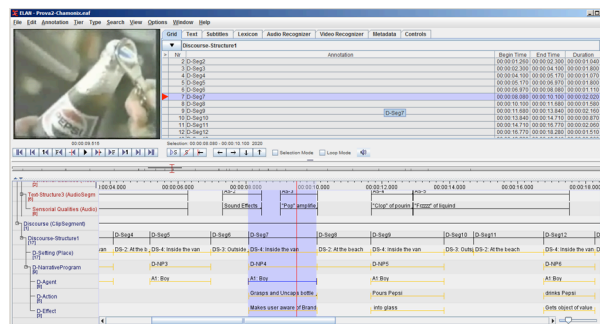 ELAN - Prova2-Chamonix.eaf
File Edit Annotation Tier Type Search View Options Window Help
Grid Text Subtitles Lexicon Audio Recognizer Video Recognizer Metadata Controls
Discourse-Structure1
Nr Annotation Begin Time End Time Duration
2 D-Seg2 00:00:01.260 00:00:02.300 00:00:01.040
3 D-Seg3 00:00:02.300 00:00:04.100 00:00:01.800
4 D-Seg4 00:00:04.100 00:00:05.170 00:00:01.070
5 D-Seg5 00:00:05.170 00:00:06.970 00:00:01.800
6 D-Seg6 00:00:06.970 00:00:08.080 00:00:01.110
7 D-Seg7 00:00:08.080 00:00:10.100 00:00:02.020
8 D-Seg8 00:00:10.100 00:00:11.680 00:00:01.580
9 D-Seg9 00:00:11.680 00:00:13.840 00:00:02.160
D-Seg7
10 D-Seg10 00:00:13.840 00:00:14.710 00:00:00.870
11 D-Seg11 00:00:14.710 00:00:16.770 00:00:02.060
12 D-Seg12 00:00:16.770 00:00:18.280 00:00:01.510
PEPSI
00:00:09.518
Selection: 00:00:08.080 - 00:00:10.100 2020
Selection Mode Loop Mode
00:00:04.000 00:00:06.000 00:00:08.000 00:00:10.000 00:00:12.000 00:00:14.000 00:00:16.000 00:00:18.000
Text-Structure3 (AudioSegm
Sensorial Qualities (Audio) Sound Effects "Pop" amplifie "Clop" of pourin "Frzzzz" of liquind
Discourse (ClipSegment)
Discourse-Structure1 D-Seg4 D-Seg5 D-Seg6 D-Seg7 D-Seg8 D-Seg9 D-Seg10 D-Seg11 D-Seg12
[17]
D-Setting (Place) van DS-2: At the b DS-4: Inside the van DS-3: Outside DS-4: Inside the van DS-2: At the beach DS-4: Inside the van DS-3: Outs DS-2: At the beach DS-4: Inside the van
[17]
D-NarrativeProgram D-NP3 D-NP4 D-NP5 D-NP6
D-Agent A1: Boy A1: Boy A1:Boy A1:Boy
D-Action Grasps and Uncaps bottle Pours Pepsi drinks Pepsi
D-Effect Makes user aware of Brand into glass Gets object of value